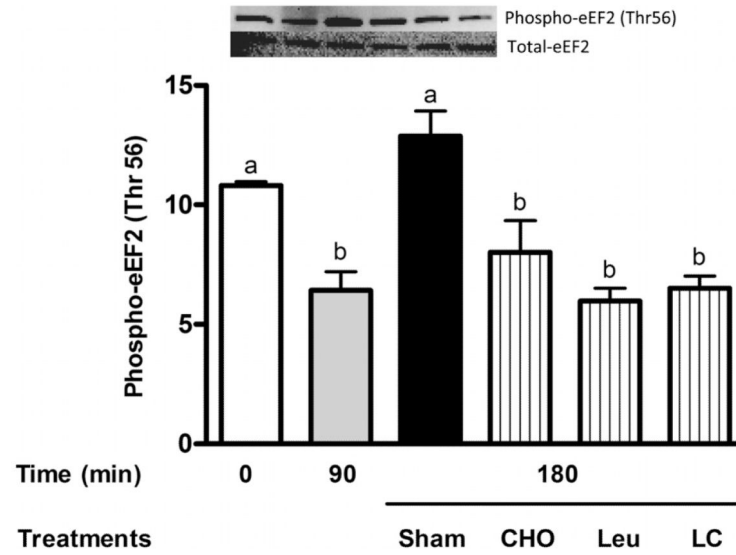 Phospho-eEF2 (Thr56)
Total-eEF2
Phospho-eEF2 (Thr 56)
15
10
5
0
a
b
a
b
b
b
Time (min) 0 90 180
Treatments Sham CHO Leu LC